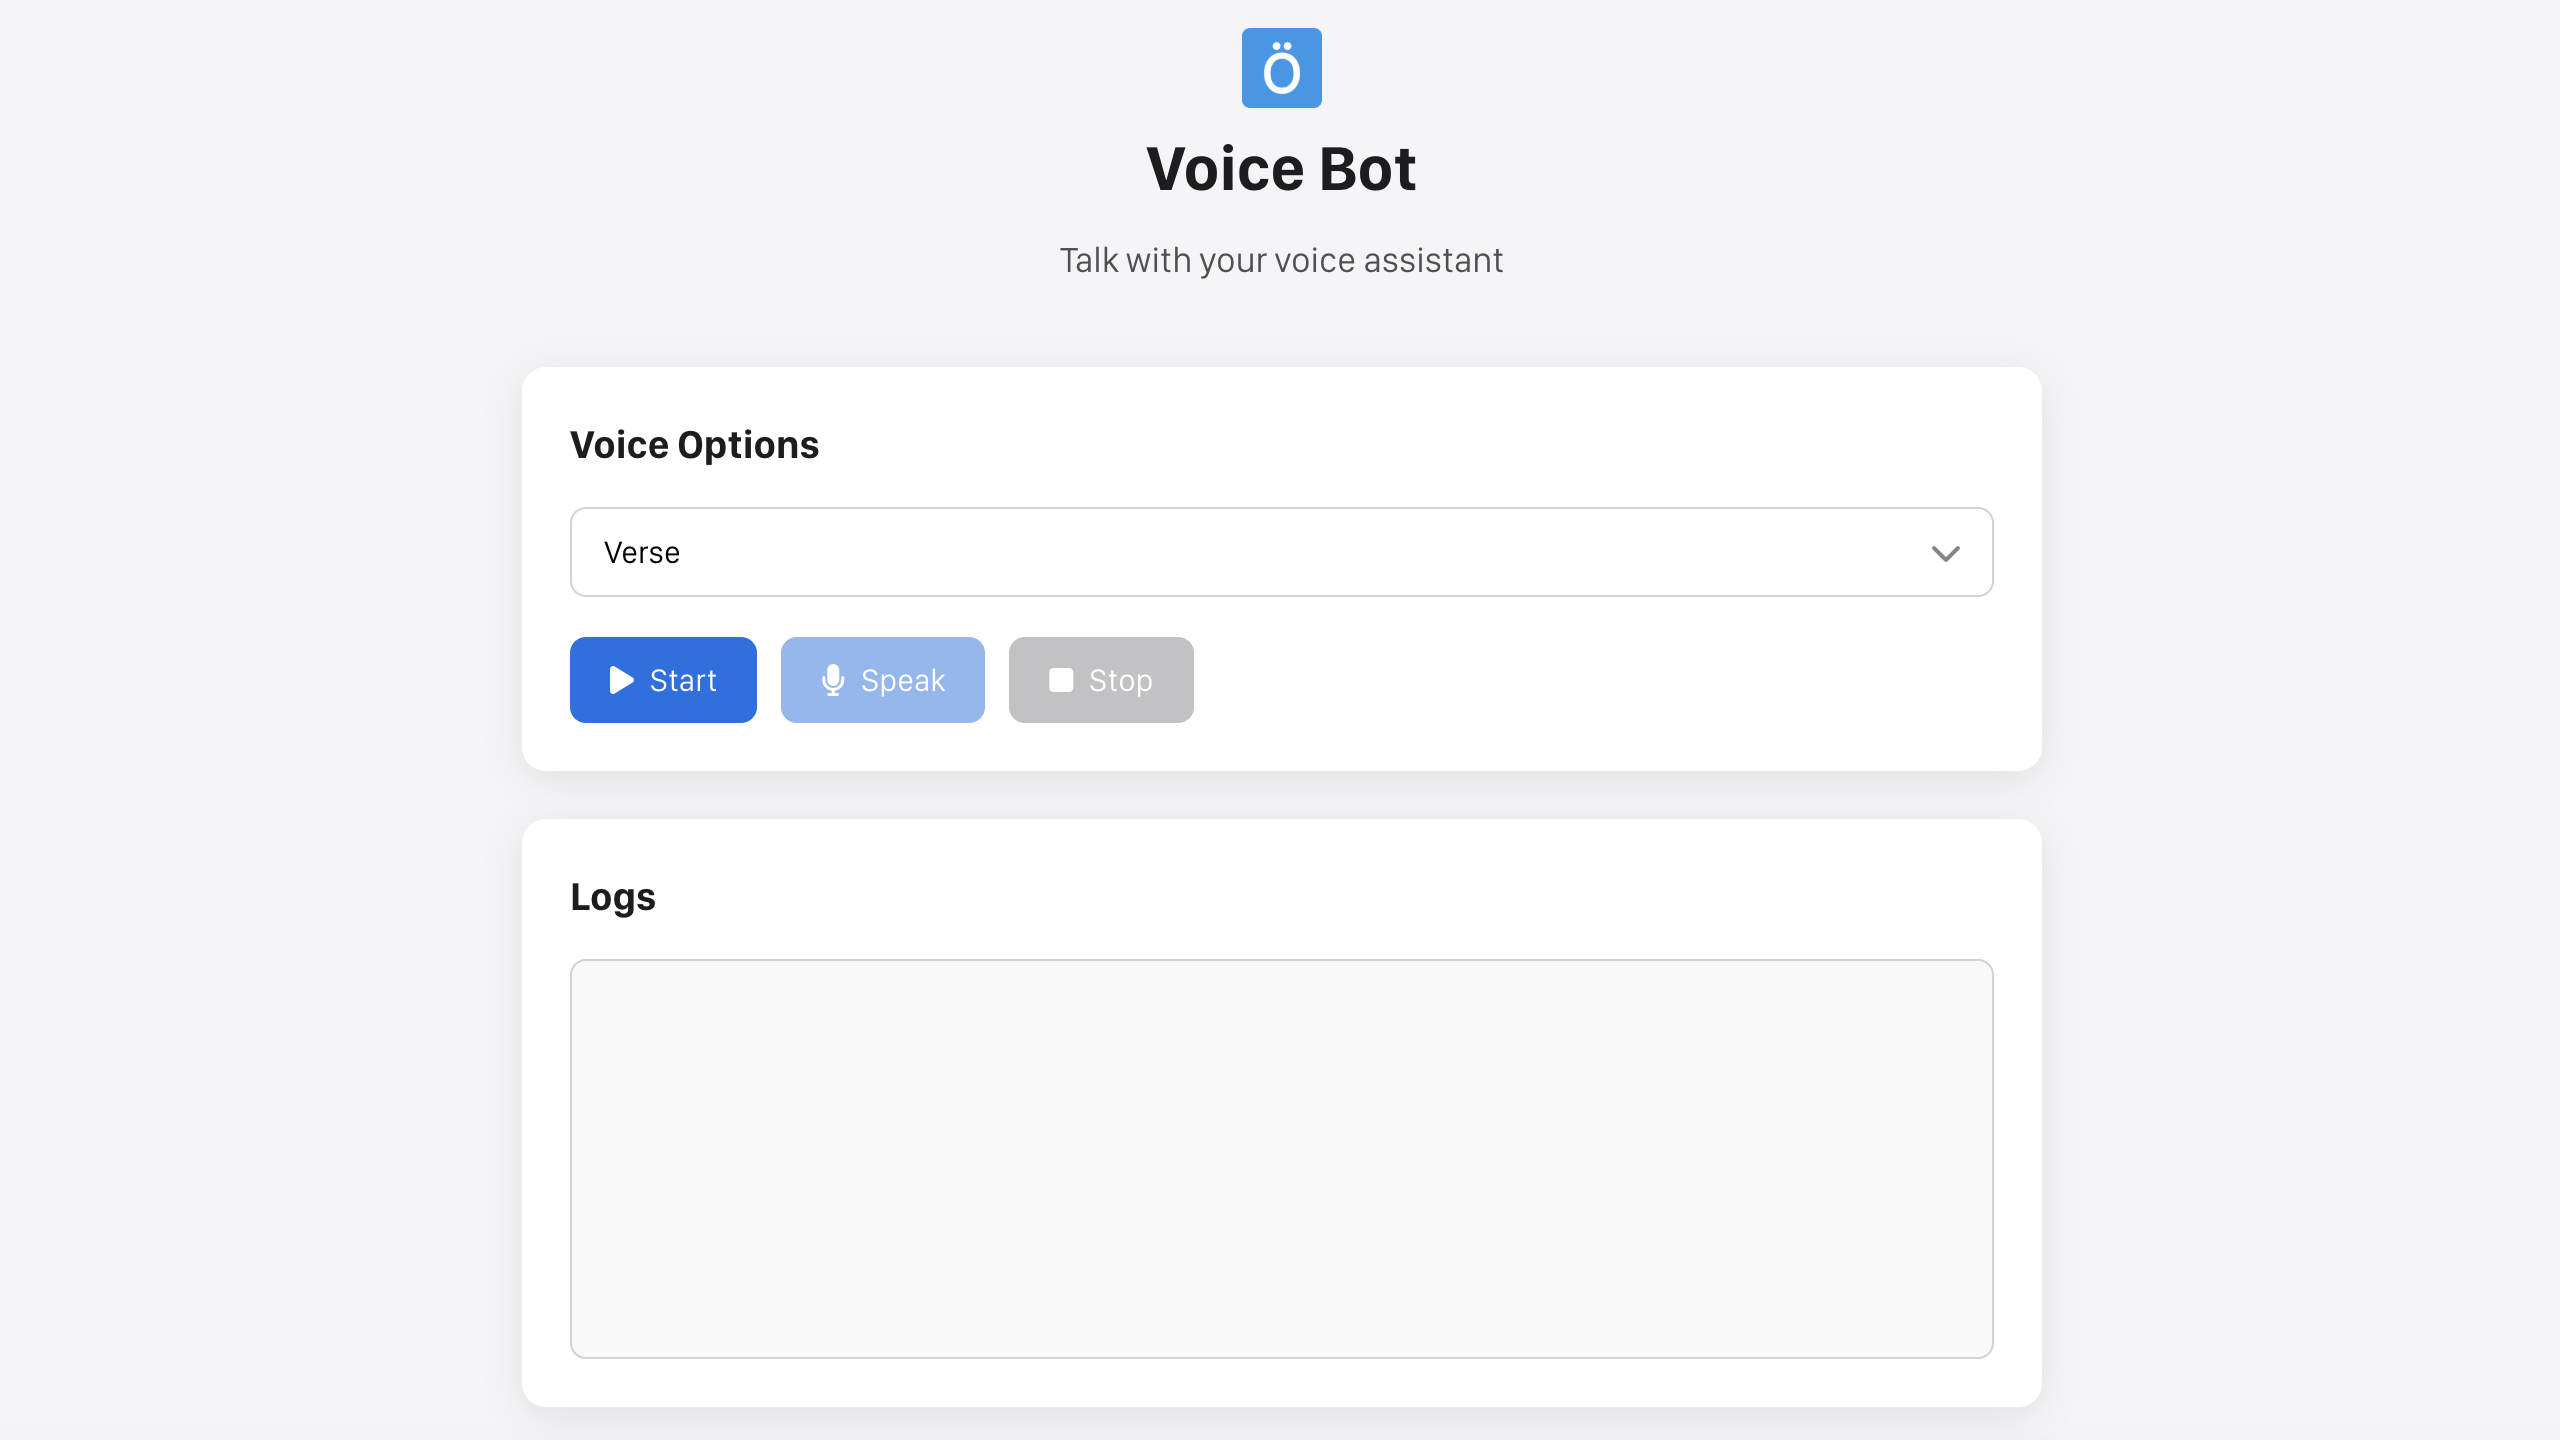 Ö
Voice Bot
Talk with your voice assistant
Voice Options
Verse
Start
Speak
Stop
Logs